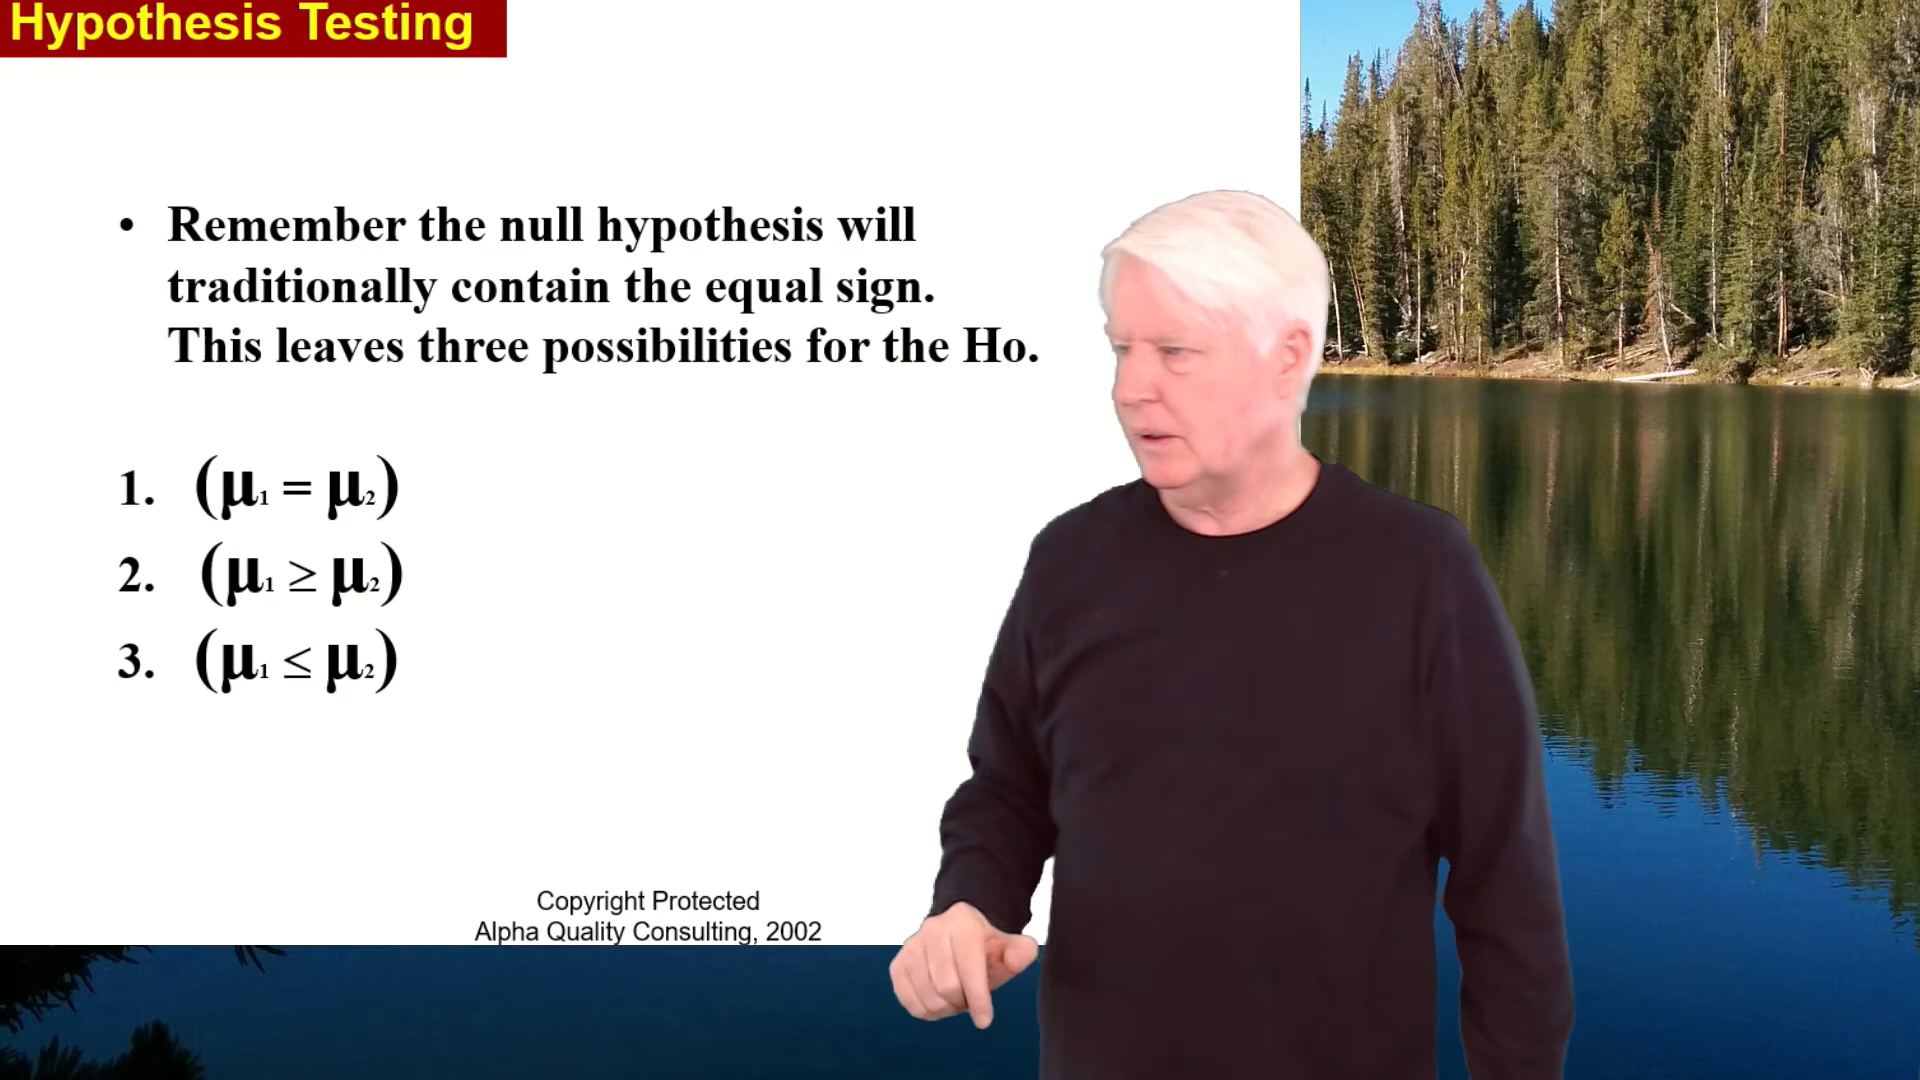 Hypothesis Testing
• Remember the null hypothesis will
traditionally contain the equal sign.
This leaves three possibilities for the Ho.
1. (μ₁ = μ₂)
2. (μ₁ ≥ μ₂)
3. (μ₁ ≤ μ₂)
Copyright Protected
Alpha Quality Consulting, 2002